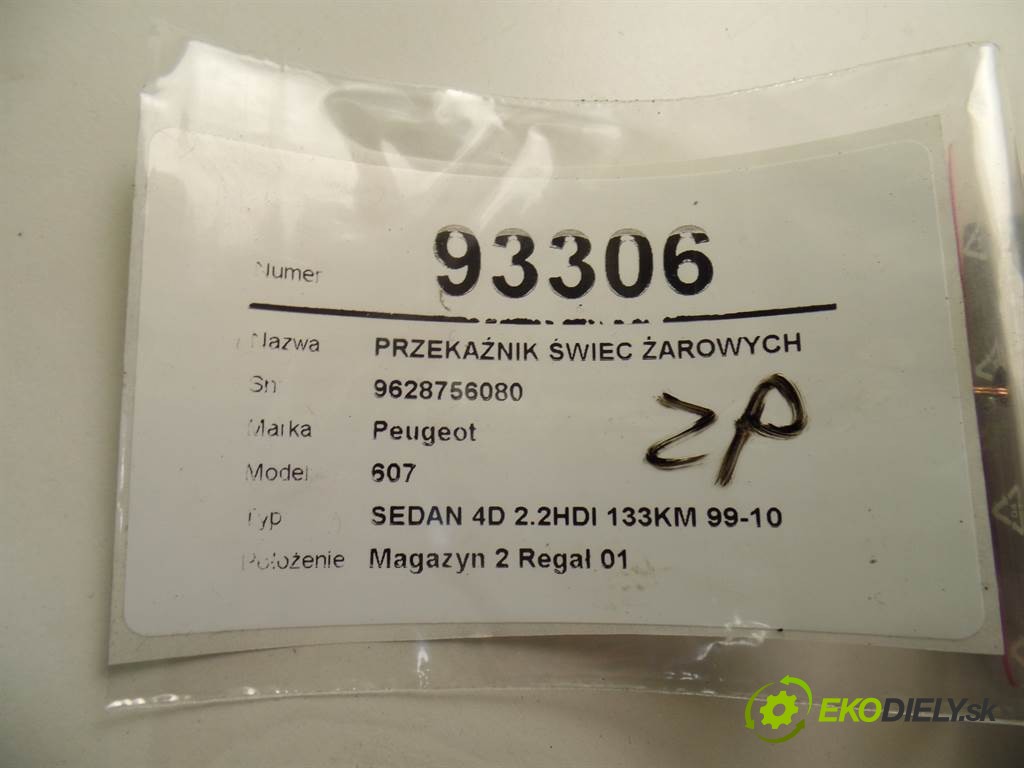 Numer 93306
Nazwa PRZEKAŹNIK ŚWIEC ŻAROWYCH
Sn 9628756080
Marka Peugeot
Model 607
Typ SEDAN 4D 2.2HDI 133KM 99-10
Położenie Magazyn 2 Regał 01
ZP
EKODIELY.sk